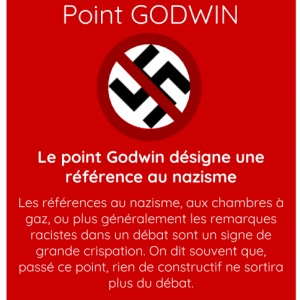 Point GODWIN
Le point Godwin désigne une
référence au nazisme
Les références au nazisme, aux chambres à
gaz, ou plus généralement les remarques
racistes dans un débat sont un signe de
grande crispation. On dit souvent que,
passé ce point, rien de constructif ne sortira
plus du débat.